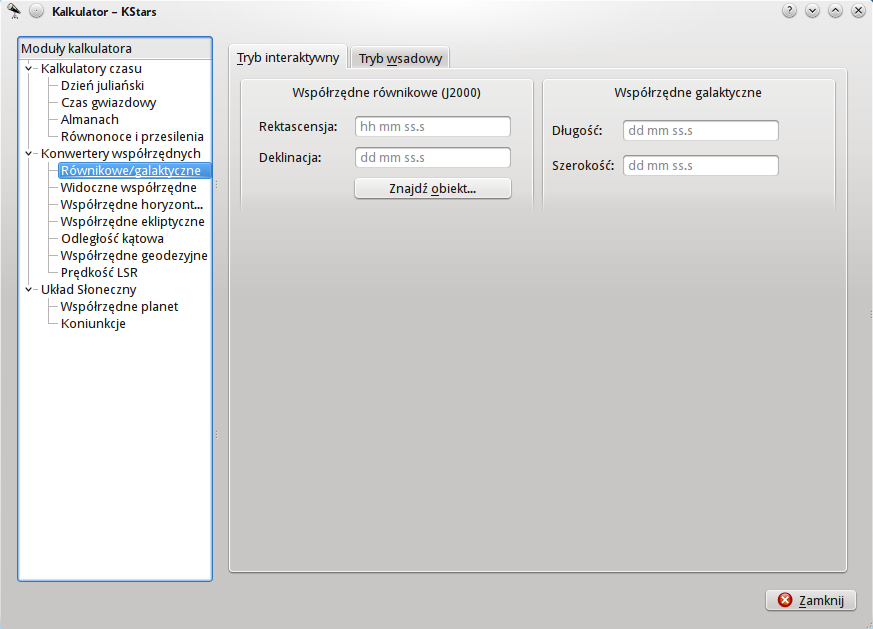 Kalkulator – KStars
Moduły kalkulatora
Kalkulatory czasu
Dzień juliański
Czas gwiazdowy
Almanach
Równonoce i przesilenia
Konwertery współrzędnych
Równikowe/galaktyczne
Widoczne współrzędne
Współrzędne horyzont...
Współrzędne ekliptyczne
Odległość kątowa
Współrzędne geodezyjne
Prędkość LSR
Układ Słoneczny
Współrzędne planet
Koniunkcje
Tryb interaktywny
Tryb wsadowy
Współrzędne równikowe (J2000)
Rektascensja: hh mm ss.s
Deklinacja: dd mm ss.s
Znajdź obiekt...
Współrzędne galaktyczne
Długość: dd mm ss.s
Szerokość: dd mm ss.s
Zamknij